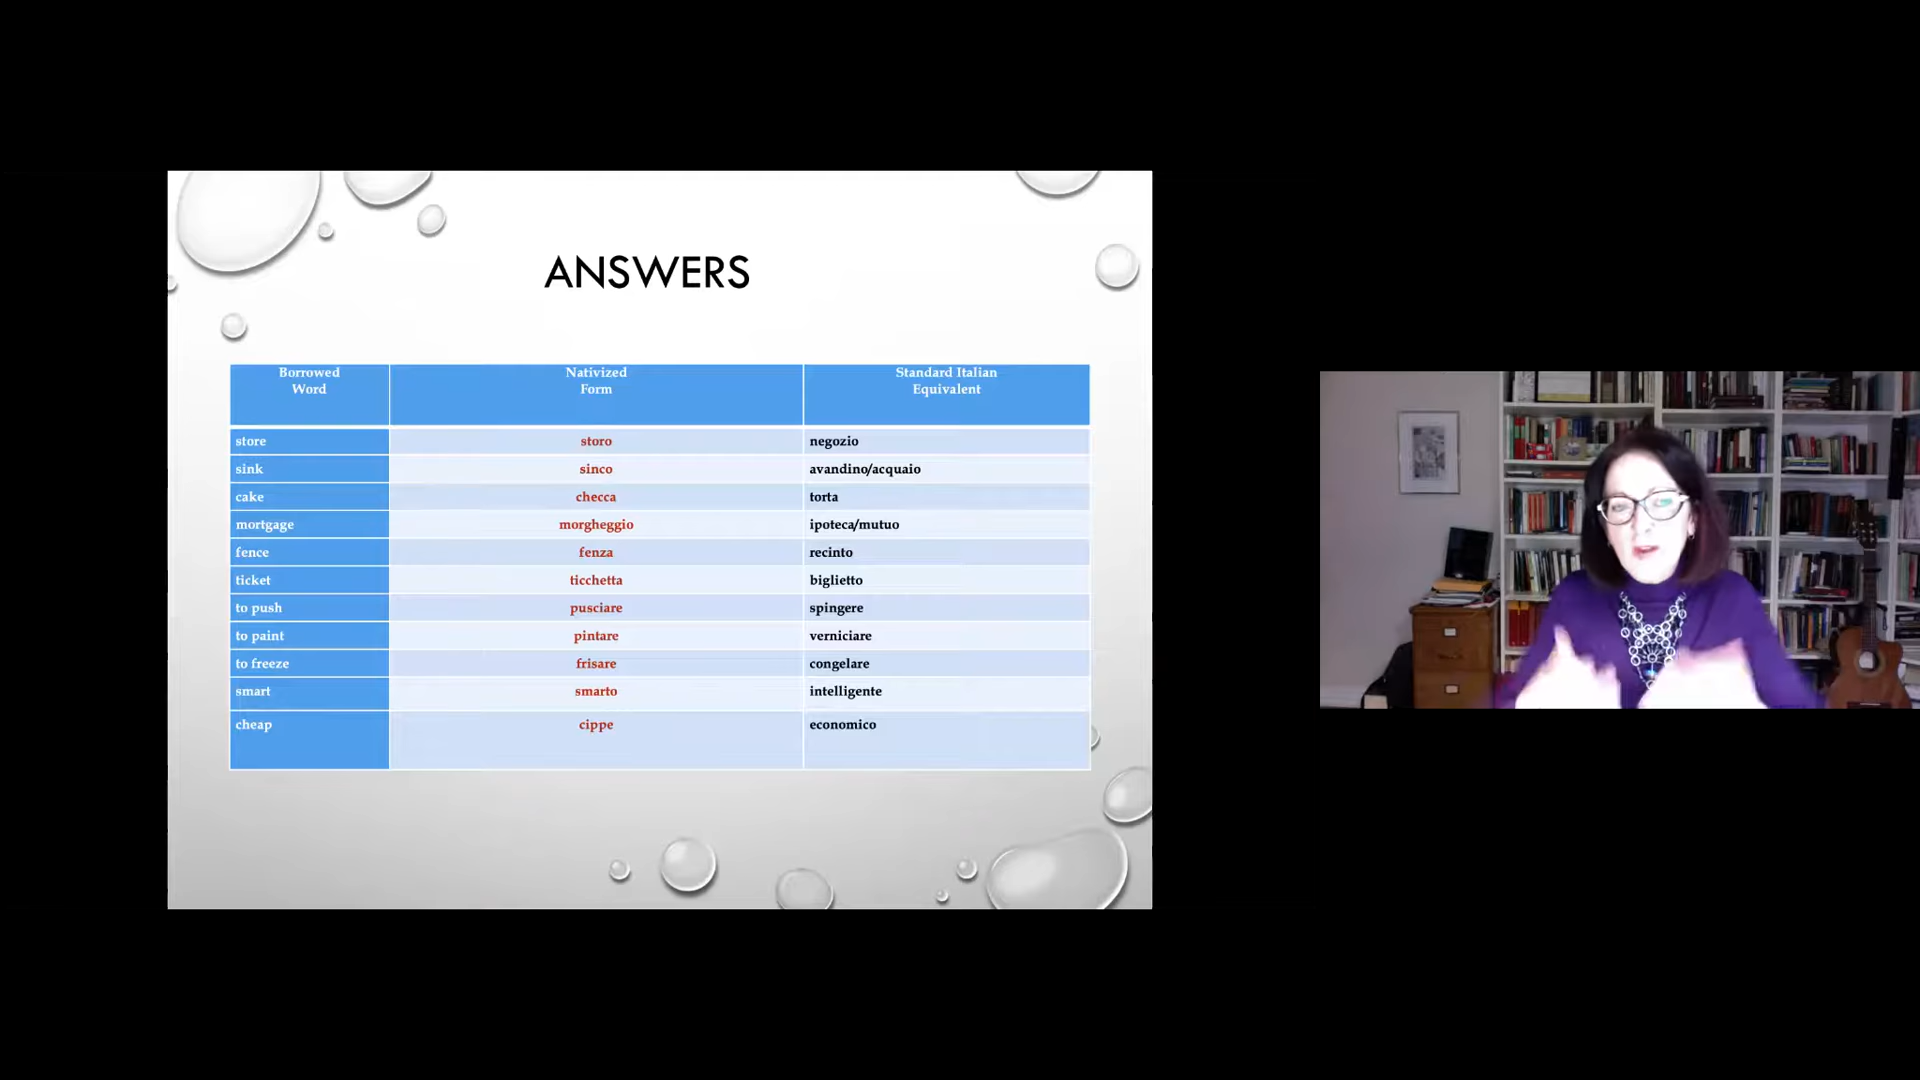 ANSWERS
Borrowed Word
Nativized Form
Standard Italian Equivalent
store storo negozio
sink sinco avandino/acquaio
cake checca torta
mortgage morgheggio ipoteca/mutuo
fence fenza recinto
ticket ticchetta biglietto
to push pusciare spingere
to paint pintare verniciare
to freeze frisare congelare
smart smarto intelligente
cheap cippe economico